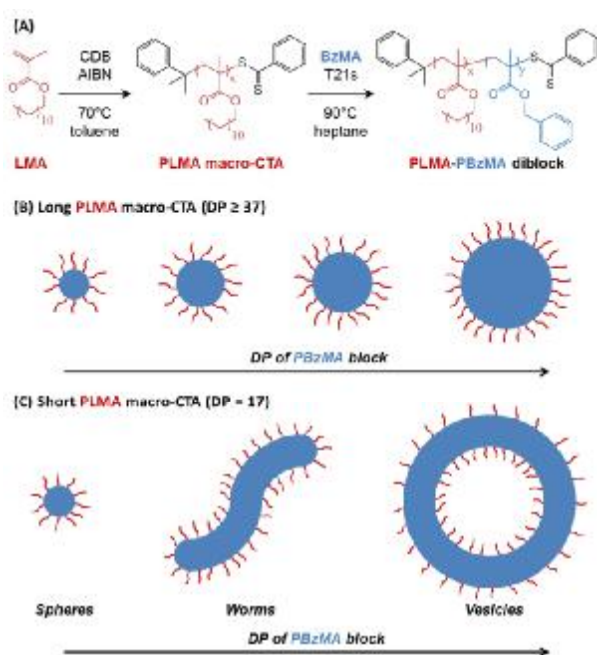 (A)
CDB
AIBN
70°C
toluene
BzMA
T21s
90°C
heptane
LMA
PLMA macro-CTA
PLMA-PBzMA diblock
(B) Long PLMA macro-CTA (DP ≥ 37)
DP of PBzMA block
(C) Short PLMA macro-CTA (DP = 17)
Spheres Worms Vesicles
DP of PBzMA block